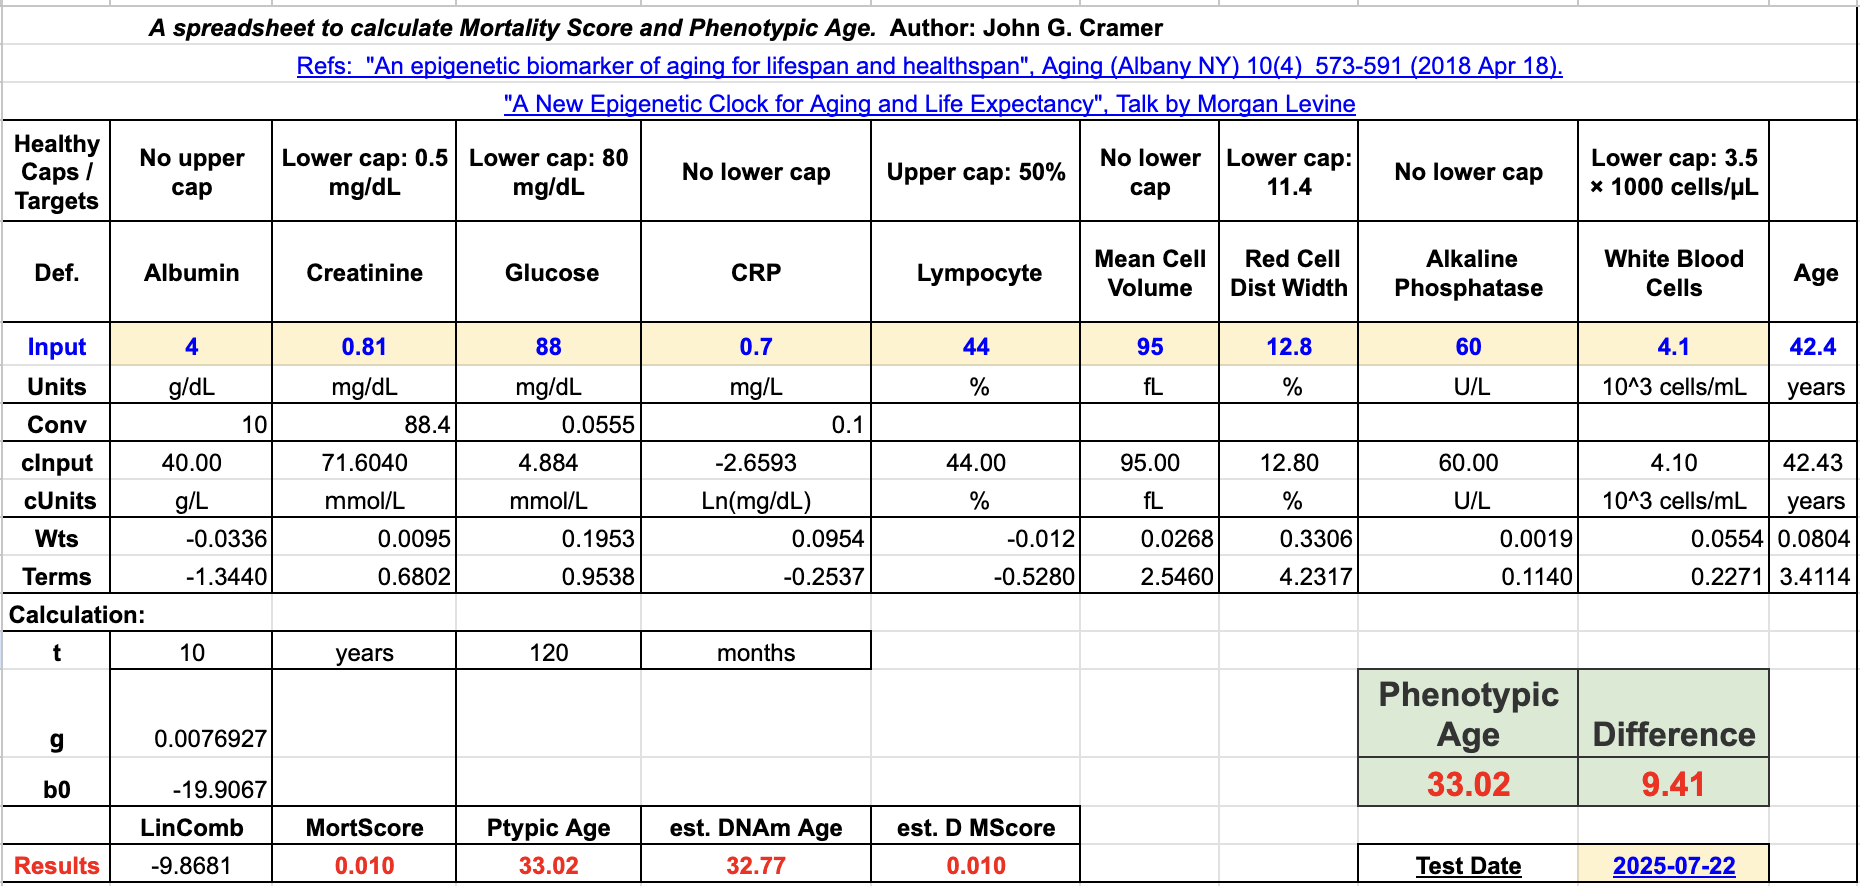 A spreadsheet to calculate Mortality Score and Phenotypic Age. Author: John G. Cramer
Refs: "An epigenetic biomarker of aging for lifespan and healthspan", Aging (Albany NY) 10(4) 573-591 (2018 Apr 18).
"A New Epigenetic Clock for Aging and Life Expectancy", Talk by Morgan Levine
Healthy Caps / Targets No upper cap Lower cap: 0.5 mg/dL Lower cap: 80 mg/dL No lower cap Upper cap: 50% No lower cap Lower cap: 11.4 No lower cap Lower cap: 3.5 × 1000 cells/µL
Def. Albumin Creatinine Glucose CRP Lympocyte Mean Cell Volume Red Cell Dist Width Alkaline Phosphatase White Blood Cells Age
Input 4 0.81 88 0.7 44 95 12.8 60 4.1 42.4
Units g/dL mg/dL mg/dL mg/L % fL % U/L 10^3 cells/mL years
Conv 10 88.4 0.0555 0.1
cInput 40.00 71.6040 4.884 -2.6593 44.00 95.00 12.80 60.00 4.10 42.43
cUnits g/L mmol/L mmol/L Ln(mg/dL) % fL % U/L 10^3 cells/mL years
Wts -0.0336 0.0095 0.1953 0.0954 -0.012 0.0268 0.3306 0.0019 0.0554 0.0804
Terms -1.3440 0.6802 0.9538 -0.2537 -0.5280 2.5460 4.2317 0.1140 0.2271 3.4114
Calculation:
t 10 years 120 months
Phenotypic Age Difference
g 0.0076927
b0 -19.9067 33.02 9.41
LinComb MortScore Ptypic Age est. DNAm Age est. D MScore
Results -9.8681 0.010 33.02 32.77 0.010 Test Date 2025-07-22